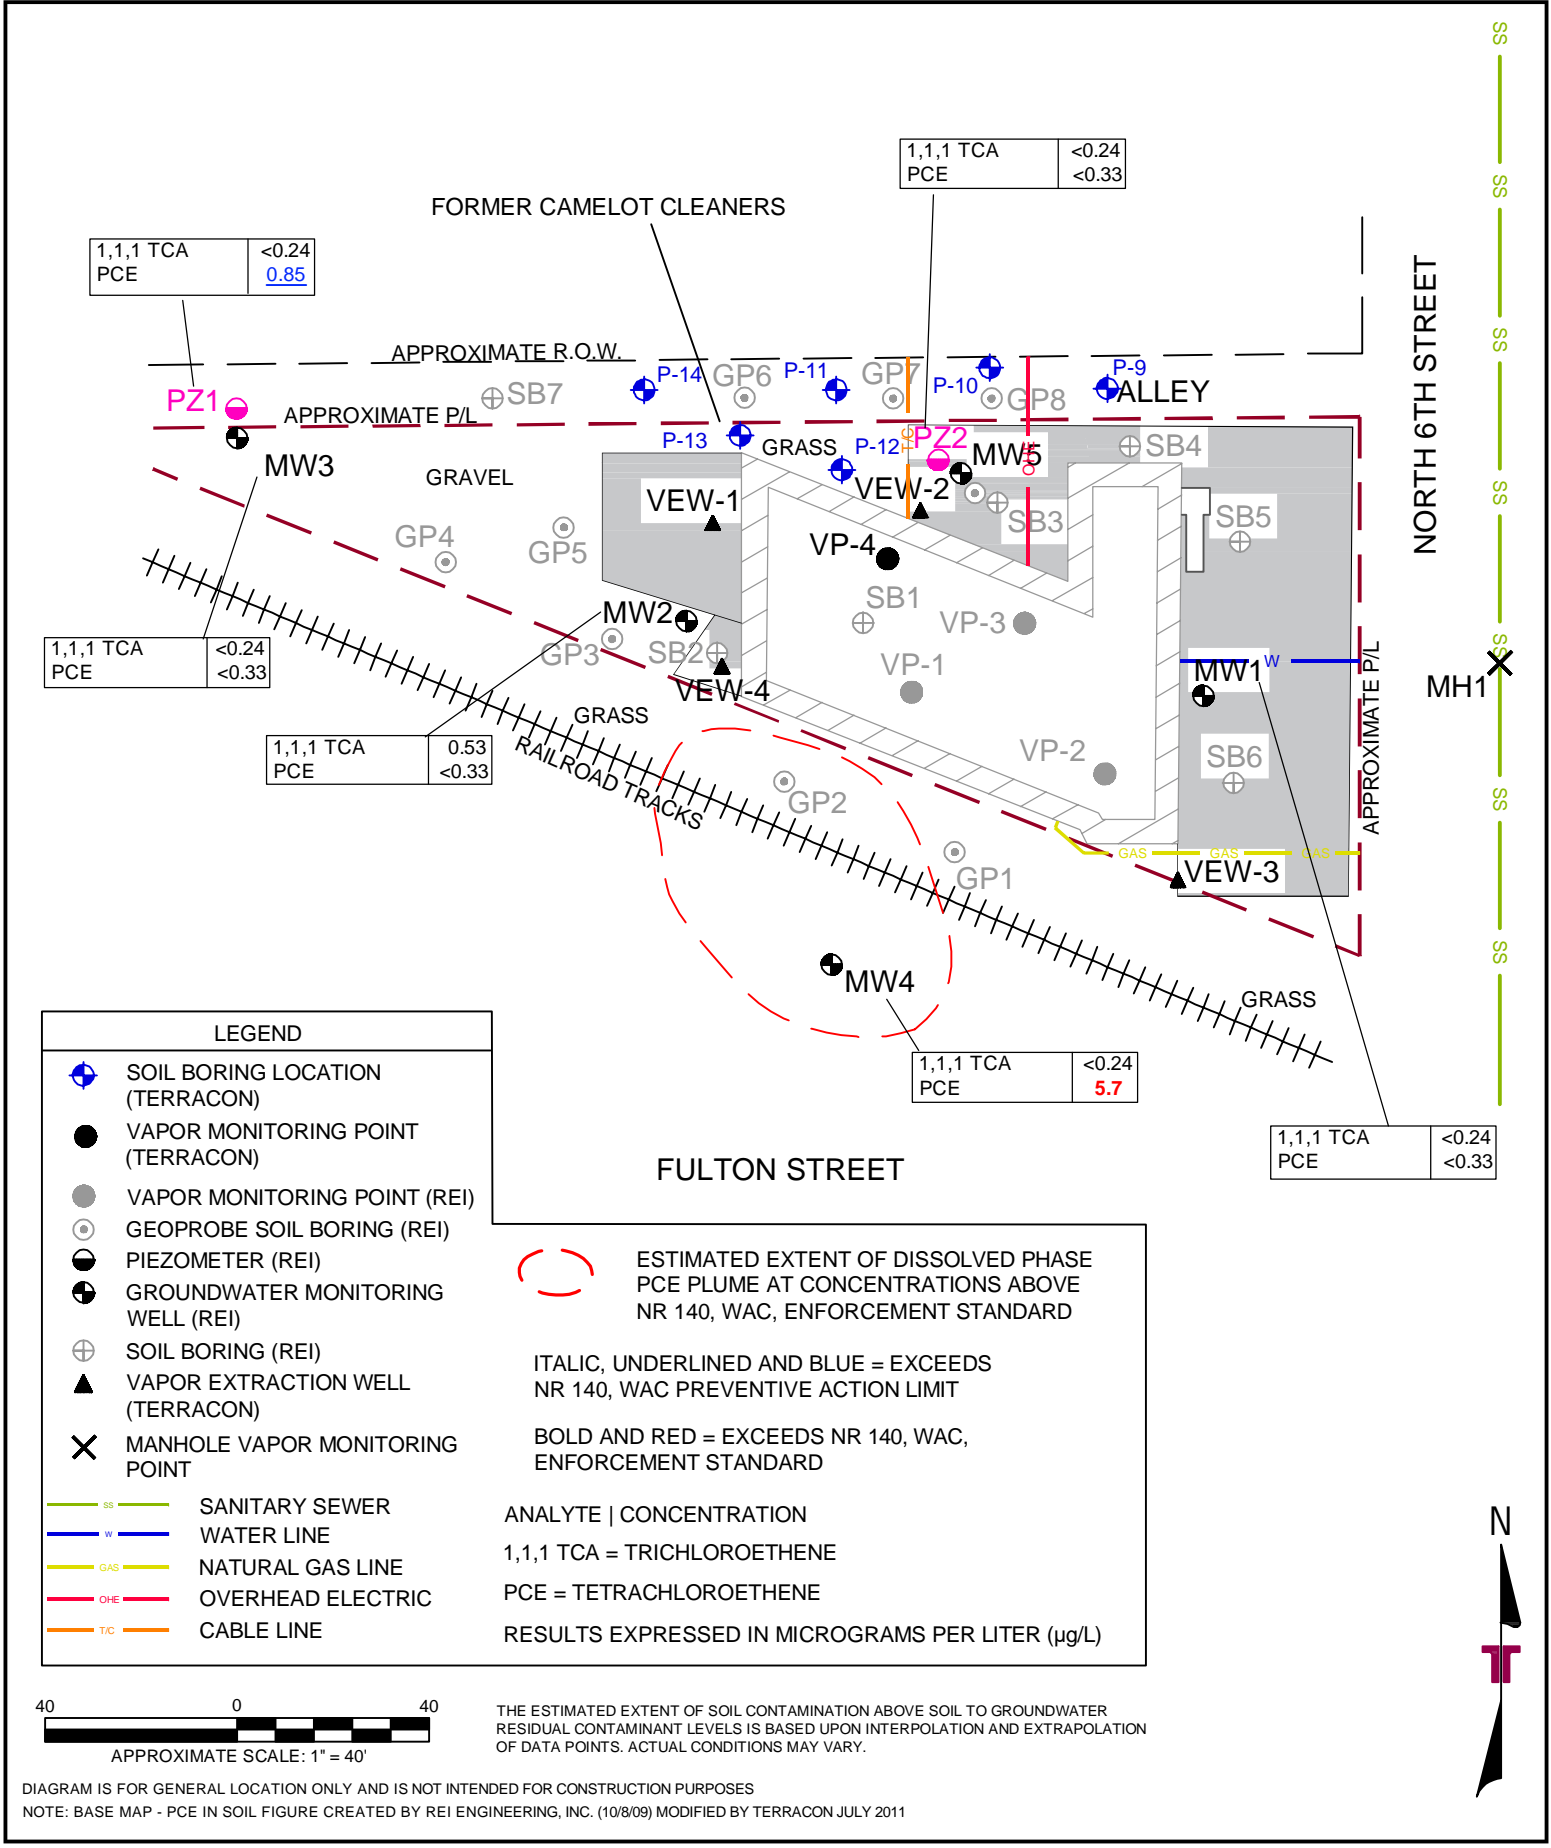 SS
1,1,1 TCA <0.24
PCE <0.33
SS
FORMER CAMELOT CLEANERS
1,1,1 TCA <0.24
PCE 0.85
NORTH 6TH STREET
SS
APPROXIMATE R.O.W.
P-14
GP6
P-11
GP7
P-10
GP8
P-9
ALLEY
SB7
PZ1
APPROXIMATE P/L
P-13
GRASS
P-12
T/C
PZ2
MW5
OHE
SB4
MW3
GRAVEL
VEW-1
VEW-2
SB3
SB5
SS
GP4
GP5
VP-4
SB1
VP-3
MW2
GP3
SB2
VEW-4
VP-1
W
MW1
SS
MH1
APPROXIMATE P/L
1,1,1 TCA <0.24
PCE <0.33
GRASS
RAILROAD TRACKS
1,1,1 TCA 0.53
PCE <0.33
VP-2
SB6
GP2
SS
GP1
GAS
GAS
GAS
VEW-3
SS
MW4
GRASS
1,1,1 TCA <0.24
PCE 5.7
1,1,1 TCA <0.24
PCE <0.33
FULTON STREET
LEGEND
SOIL BORING LOCATION
(TERRACON)
VAPOR MONITORING POINT
(TERRACON)
VAPOR MONITORING POINT (REI)
GEOPROBE SOIL BORING (REI)
PIEZOMETER (REI)
GROUNDWATER MONITORING
WELL (REI)
SOIL BORING (REI)
VAPOR EXTRACTION WELL
(TERRACON)
MANHOLE VAPOR MONITORING
POINT
SS SANITARY SEWER
W WATER LINE
GAS NATURAL GAS LINE
OHE OVERHEAD ELECTRIC
T/C CABLE LINE
ESTIMATED EXTENT OF DISSOLVED PHASE
PCE PLUME AT CONCENTRATIONS ABOVE
NR 140, WAC, ENFORCEMENT STANDARD
ITALIC, UNDERLINED AND BLUE = EXCEEDS
NR 140, WAC PREVENTIVE ACTION LIMIT
BOLD AND RED = EXCEEDS NR 140, WAC,
ENFORCEMENT STANDARD
ANALYTE | CONCENTRATION
1,1,1 TCA = TRICHLOROETHENE
PCE = TETRACHLOROETHENE
RESULTS EXPRESSED IN MICROGRAMS PER LITER (µg/L)
N
40 0 40
APPROXIMATE SCALE: 1" = 40'
THE ESTIMATED EXTENT OF SOIL CONTAMINATION ABOVE SOIL TO GROUNDWATER
RESIDUAL CONTAMINANT LEVELS IS BASED UPON INTERPOLATION AND EXTRAPOLATION
OF DATA POINTS. ACTUAL CONDITIONS MAY VARY.
DIAGRAM IS FOR GENERAL LOCATION ONLY AND IS NOT INTENDED FOR CONSTRUCTION PURPOSES
NOTE: BASE MAP - PCE IN SOIL FIGURE CREATED BY REI ENGINEERING, INC. (10/8/09) MODIFIED BY TERRACON JULY 2011